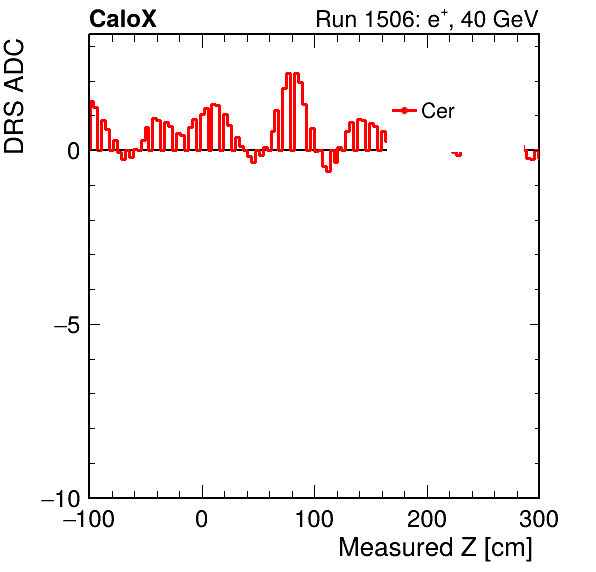 CaloX Run 1506: e⁺, 40 GeV
DRS ADC
Cer
0
−5
−10
−100 0 100 200 300
Measured Z [cm]